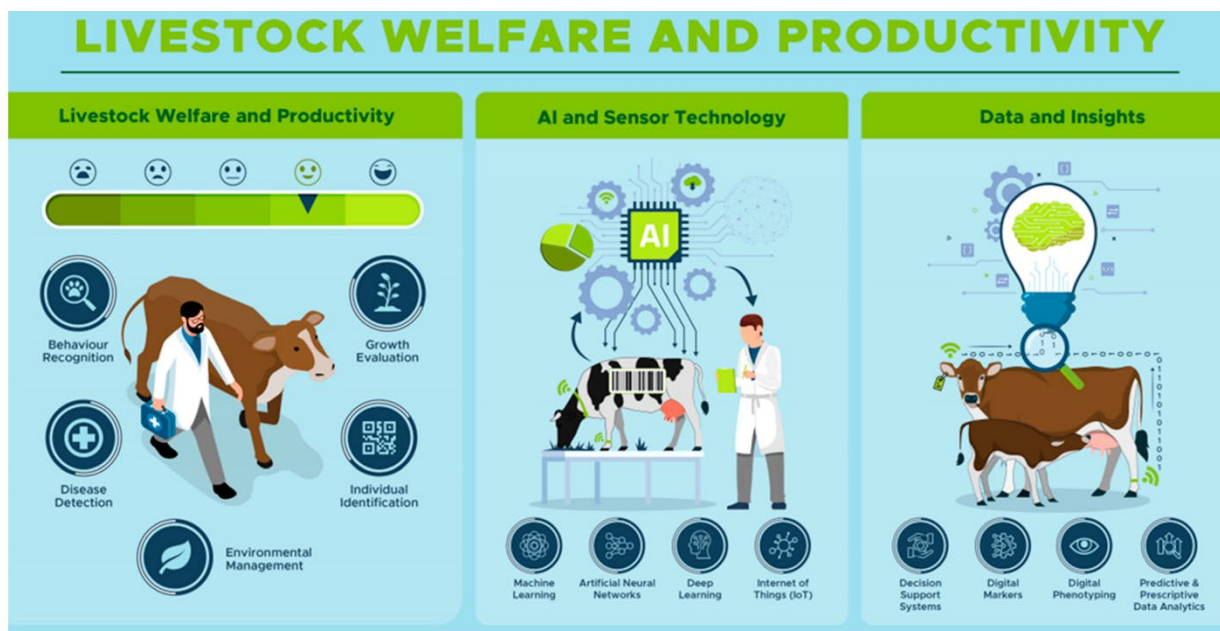 LIVESTOCK WELFARE AND PRODUCTIVITY
Livestock Welfare and Productivity
Behaviour
Recognition
Growth
Evaluation
Disease
Detection
Individual
Identification
Environmental
Management
AI and Sensor Technology
AI
Machine
Learning
Artificial Neural
Networks
Deep
Learning
Internet of
Things (IoT)
Data and Insights
Decision
Support
Systems
Digital
Markers
Digital
Phenotyping
Predictive &
Prescriptive
Data Analytics